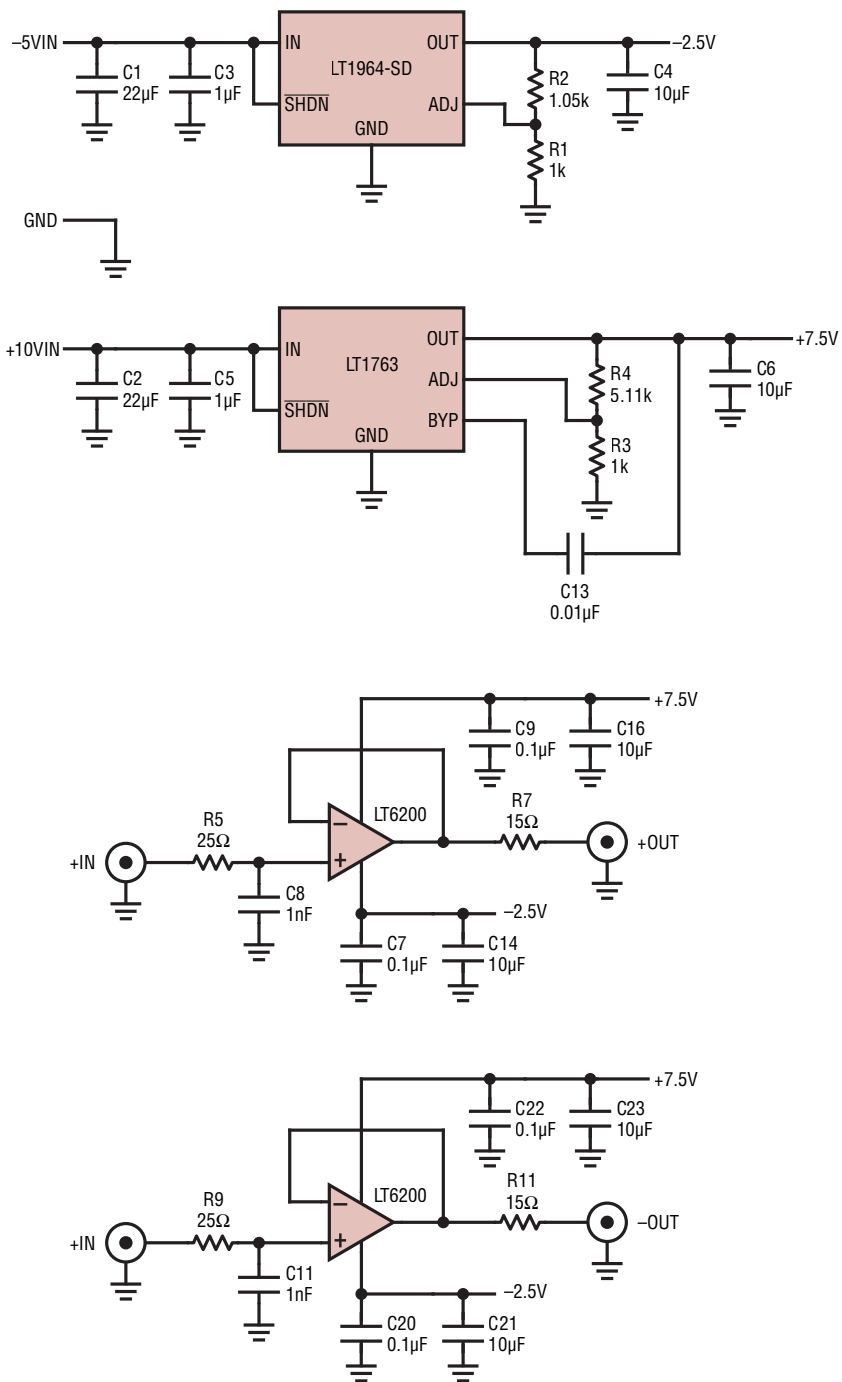 –5VIN
C1
22µF
C3
1µF
IN
SHDN
LT1964-SD
GND
OUT
ADJ
R2
1.05k
R1
1k
C4
10µF
–2.5V
GND
+10VIN
C2
22µF
C5
1µF
IN
SHDN
LT1763
GND
OUT
ADJ
BYP
R4
5.11k
R3
1k
C6
10µF
+7.5V
C13
0.01µF
+7.5V
C9
0.1µF
C16
10µF
LT6200
–
+
R5
25Ω
+IN
C8
1nF
R7
15Ω
+OUT
–2.5V
C7
0.1µF
C14
10µF
+7.5V
C22
0.1µF
C23
10µF
LT6200
–
+
R9
25Ω
+IN
C11
1nF
R11
15Ω
–OUT
–2.5V
C20
0.1µF
C21
10µF